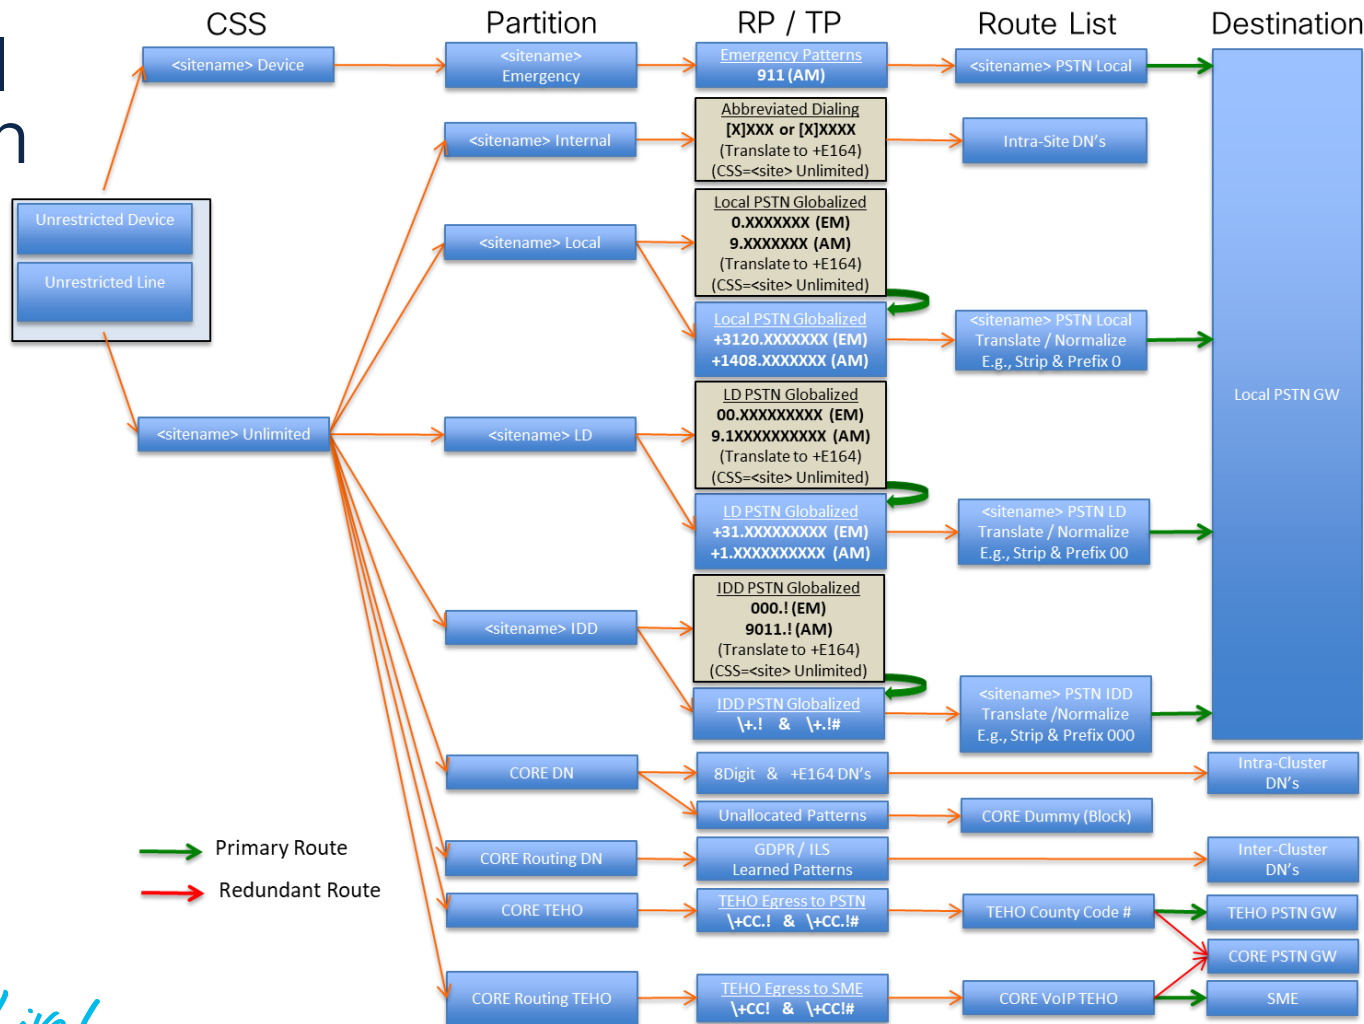 CSS
Partition
RP / TP
Route List
Destination
<sitename> Device
<sitename>
Emergency
Emergency Patterns
911 (AM)
<sitename> PSTN Local
<sitename> Internal
Abbreviated Dialing
[X]XXX or [X]XXXX
(Translate to +E164)
(CSS=<site> Unlimited)
Intra-Site DN's
Unrestricted Device
Unrestricted Line
<sitename> Local
Local PSTN Globalized
0.XXXXXXX (EM)
9.XXXXXXX (AM)
(Translate to +E164)
(CSS=<site> Unlimited)
Local PSTN Globalized
+3120.XXXXXXX (EM)
+1408.XXXXXXX (AM)
<sitename> PSTN Local
Translate / Normalize
E.g., Strip & Prefix 0
Local PSTN GW
<sitename> Unlimited
<sitename> LD
LD PSTN Globalized
00.XXXXXXXXX (EM)
9.1XXXXXXXXXX (AM)
(Translate to +E164)
(CSS=<site> Unlimited)
LD PSTN Globalized
+31.XXXXXXXXX (EM)
+1.XXXXXXXXXX (AM)
<sitename> PSTN LD
Translate / Normalize
E.g., Strip & Prefix 00
<sitename> IDD
IDD PSTN Globalized
000.! (EM)
9011.! (AM)
(Translate to +E164)
(CSS=<site> Unlimited)
IDD PSTN Globalized
\+.! & \+.!#
<sitename> PSTN IDD
Translate /Normalize
E.g., Strip & Prefix 000
CORE DN
8Digit & +E164 DN's
Intra-Cluster
DN's
Unallocated Patterns
CORE Dummy (Block)
Primary Route
Redundant Route
CORE Routing DN
GDPR / ILS
Learned Patterns
Inter-Cluster
DN's
CORE TEHO
TEHO Egress to PSTN
\+CC.! & \+CC.!#
TEHO County Code #
TEHO PSTN GW
CORE PSTN GW
CORE Routing TEHO
TEHO Egress to SME
\+CC! & \+CC!#
CORE VoIP TEHO
SME